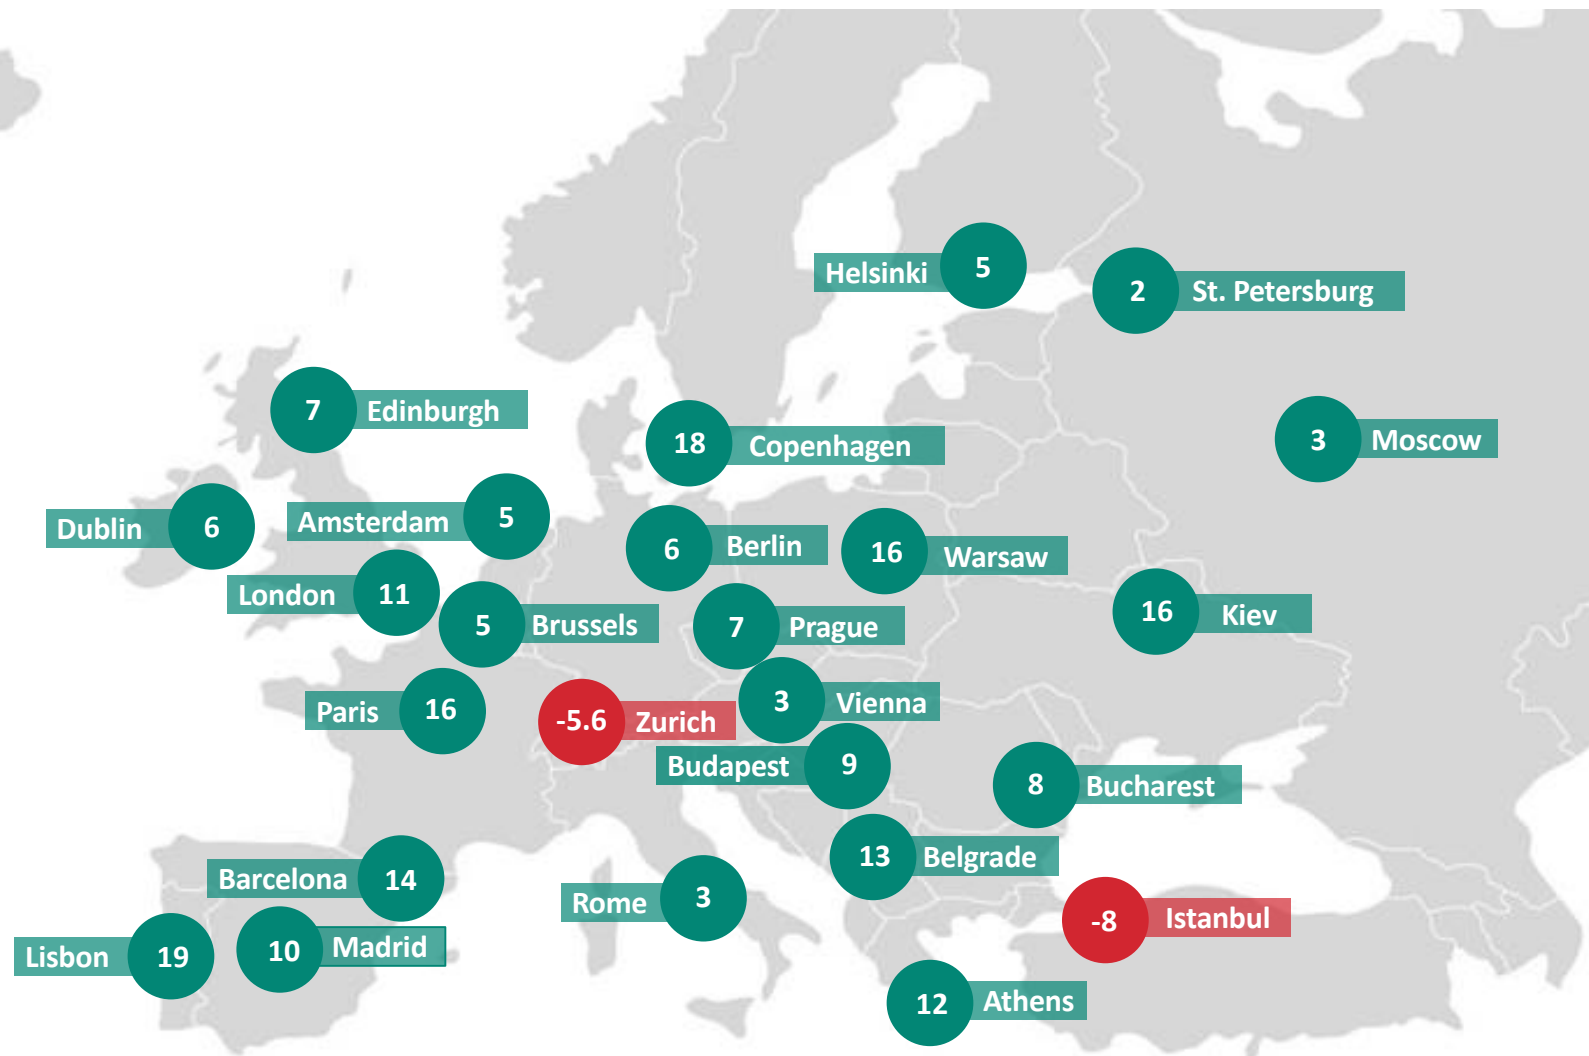 Helsinki 5
2 St. Petersburg
7 Edinburgh
18 Copenhagen
3 Moscow
Dublin 6
Amsterdam 5
6 Berlin
16 Warsaw
London 11
5 Brussels
7 Prague
16 Kiev
Paris 16
-5.6 Zurich
3 Vienna
Budapest 9
8 Bucharest
13 Belgrade
Barcelona 14
Rome 3
-8 Istanbul
Lisbon 19
10 Madrid
12 Athens